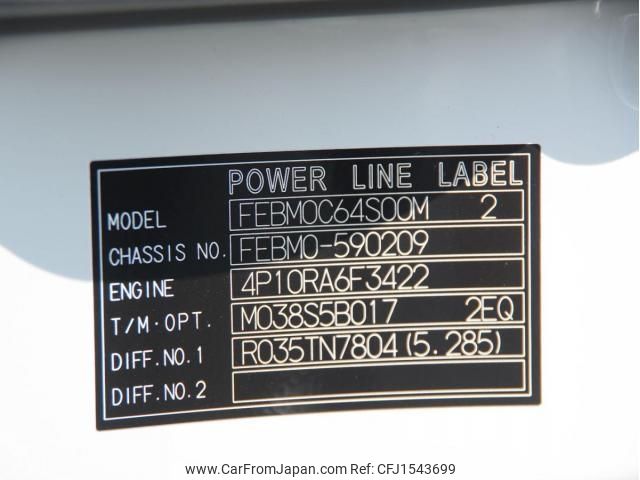 POWER LINE LABEL
MODEL FEBM0C64S00M 2
CHASSIS NO. FEBM0-590209
ENGINE 4P10RA6F3422
T/M·OPT. M038S5B017 2EQ
DIFF.NO.1 R035TN7804(5.285)
DIFF.NO.2
www.CarFromJapan.com CFJ1543699